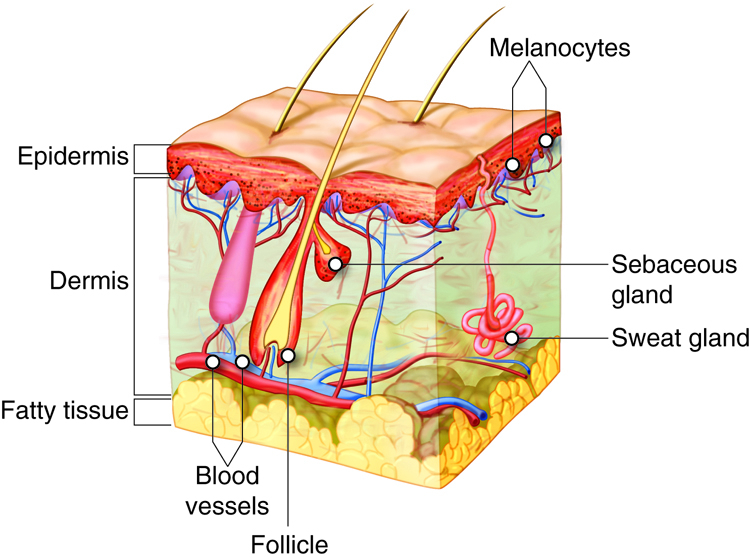 Melanocytes
Epidermis
Dermis
Sebaceous
gland
Sweat gland
Fatty tissue
Blood
vessels
Follicle